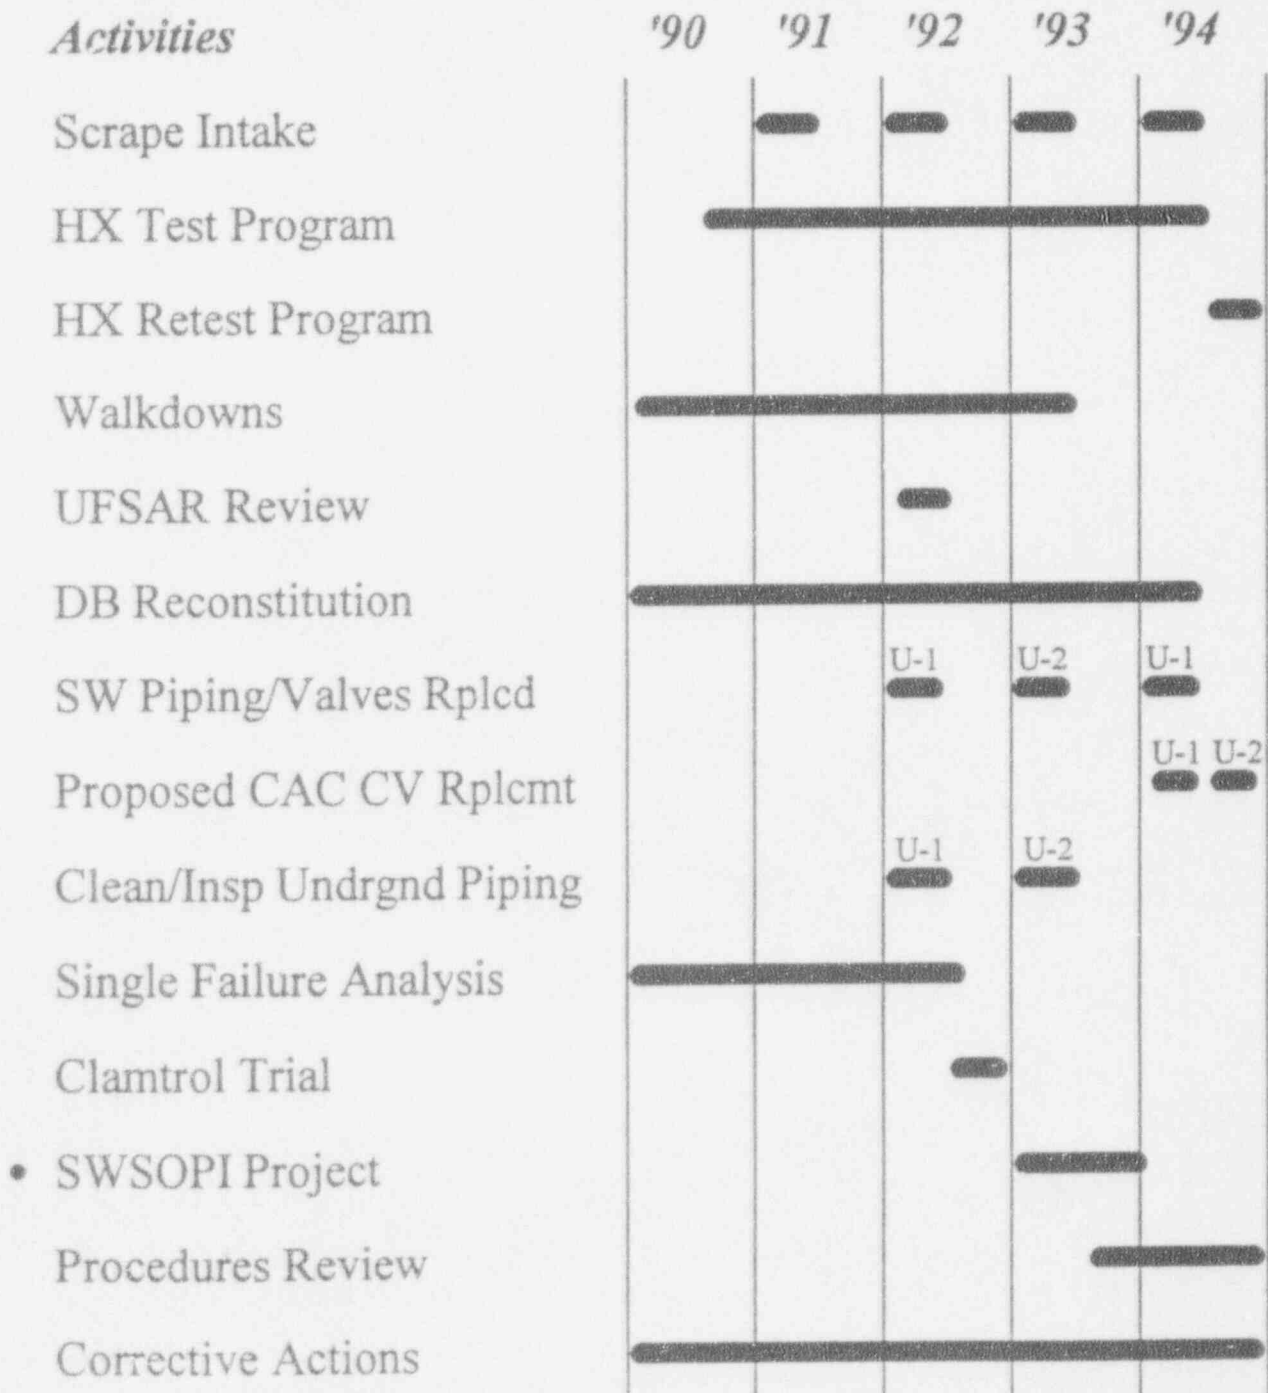 Activities '90 '91 '92 '93 '94
Scrape Intake
HX Test Program
HX Retest Program
Walkdowns
UFSAR Review
DB Reconstitution
U-1 U-2 U-1
SW Piping/Valves Rplcd
U-1 U-2
Proposed CAC CV Rplcmt
U-1 U-2
Clean/Insp Undrgnd Piping
Single Failure Analysis
Clamtrol Trial
• SWSOPI Project
Procedures Review
Corrective Actions